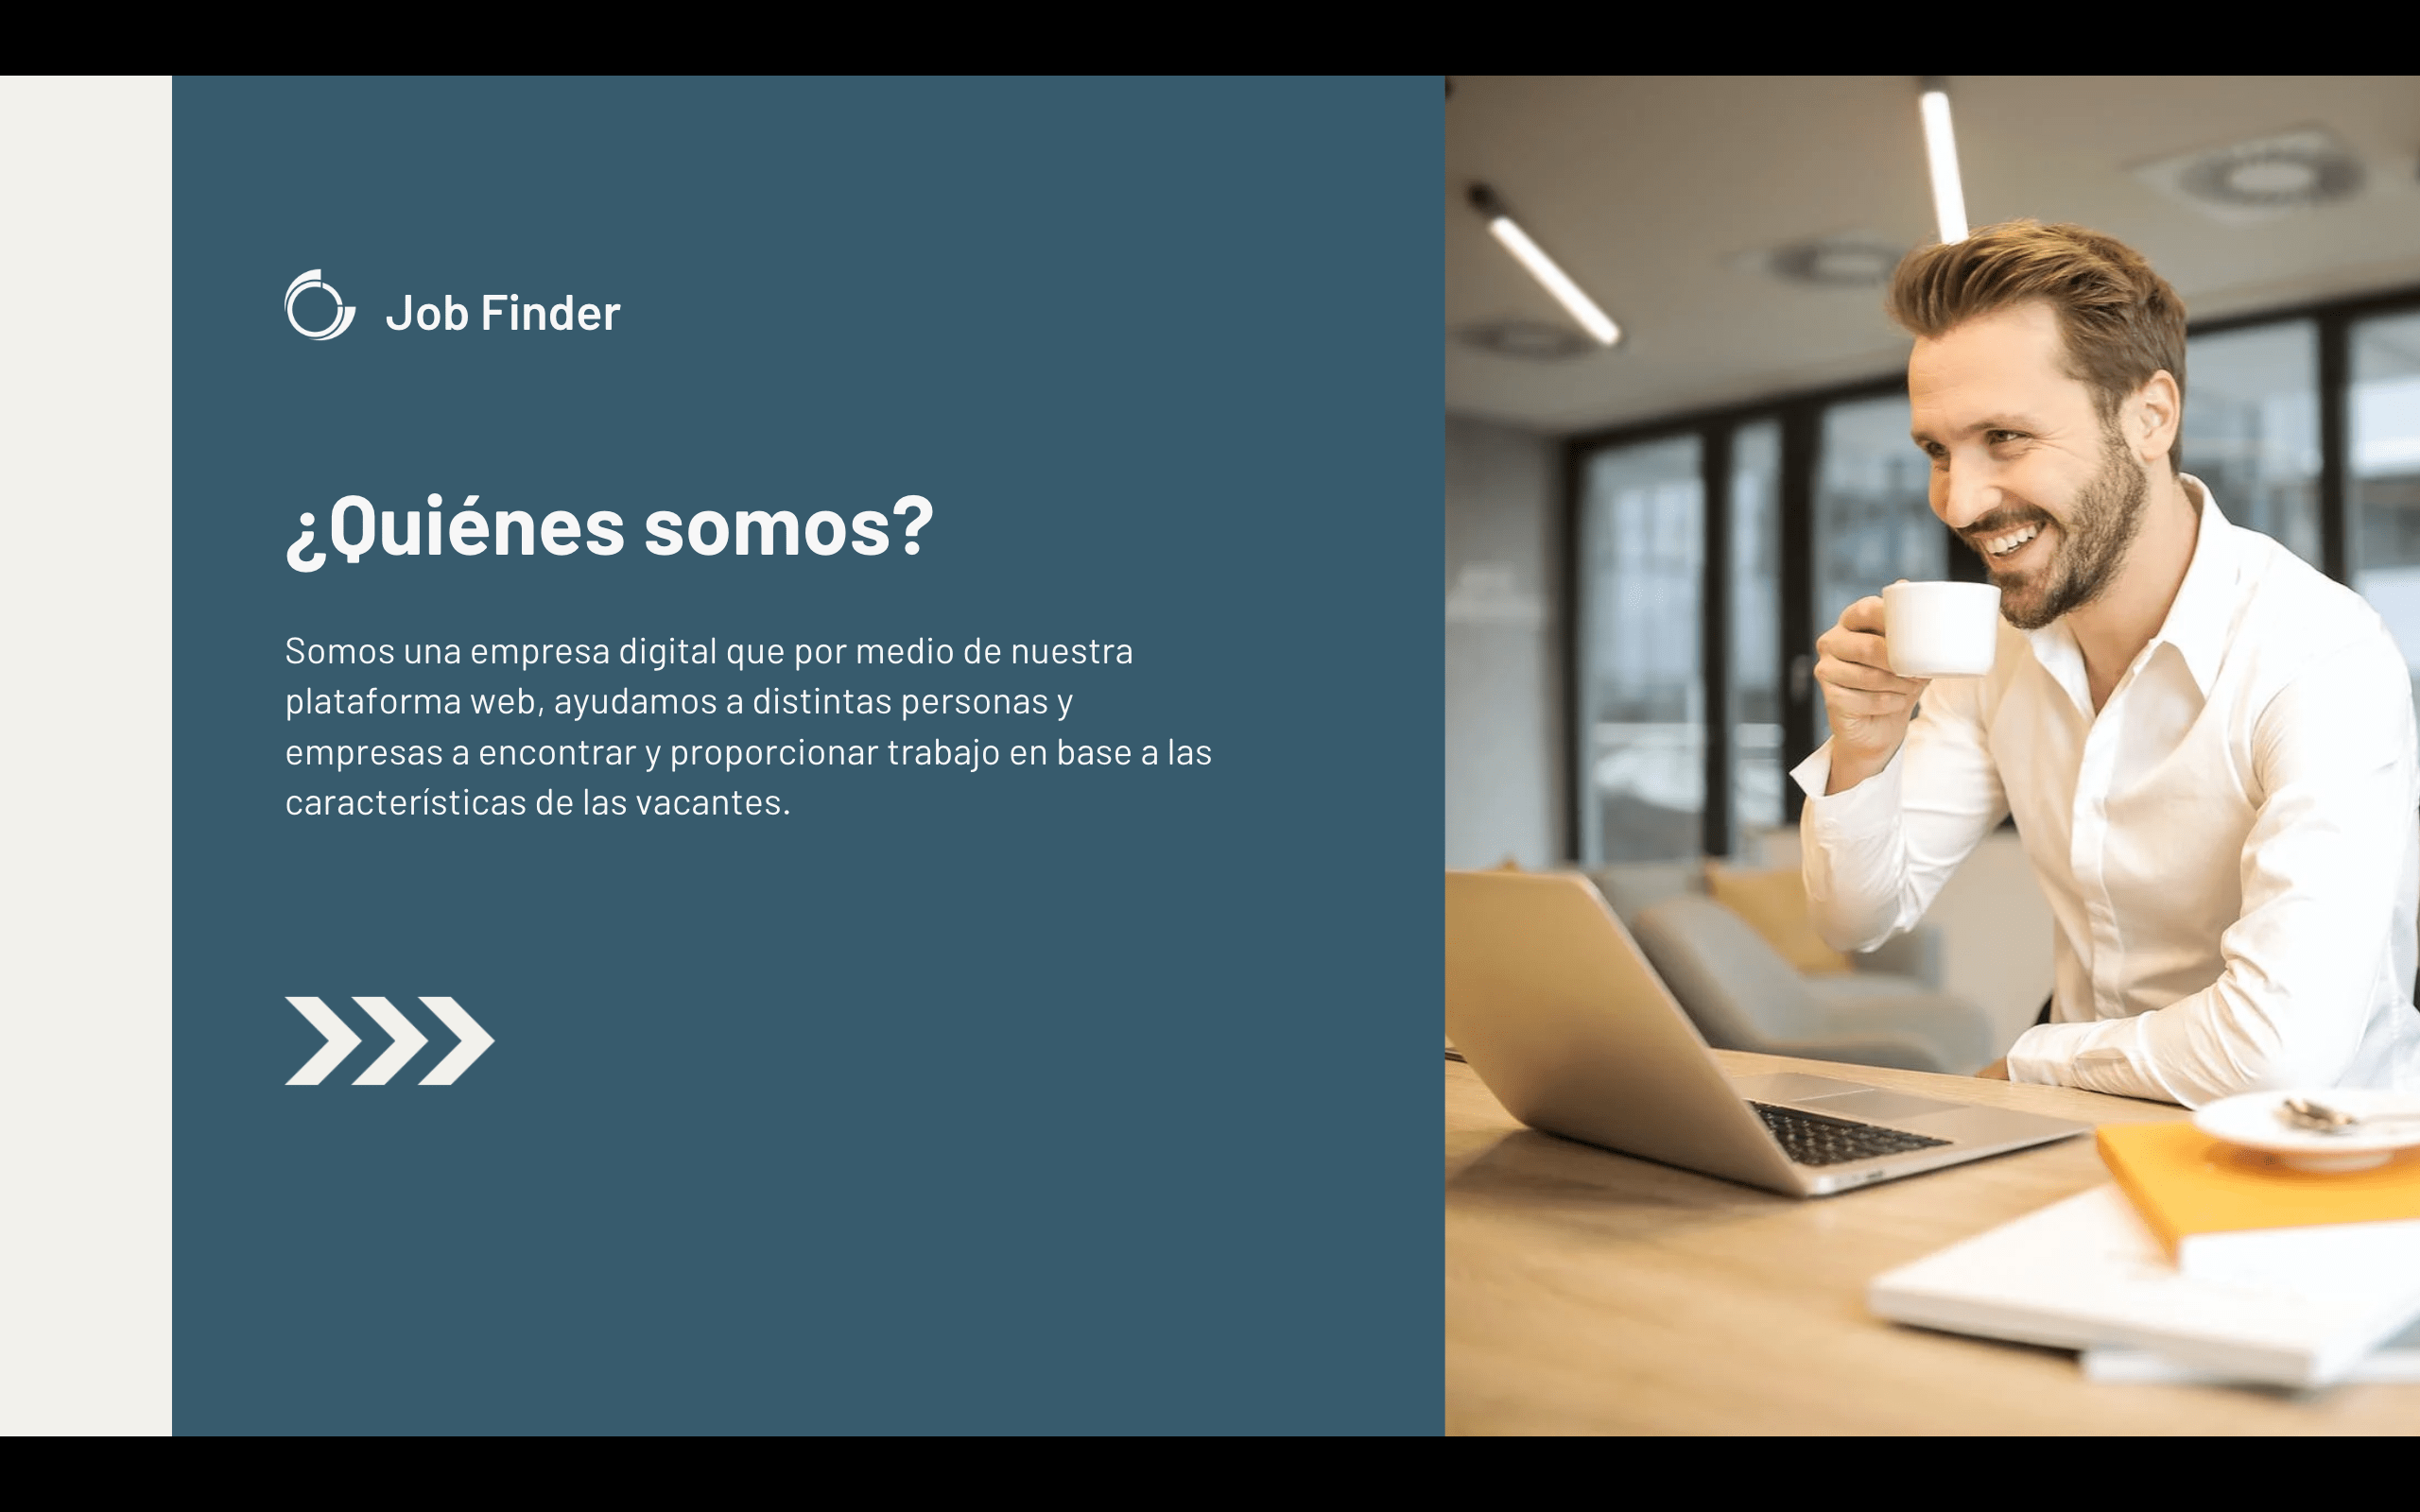 Job Finder
¿Quiénes somos?
Somos una empresa digital que por medio de nuestra
plataforma web, ayudamos a distintas personas y
empresas a encontrar y proporcionar trabajo en base a las
características de las vacantes.